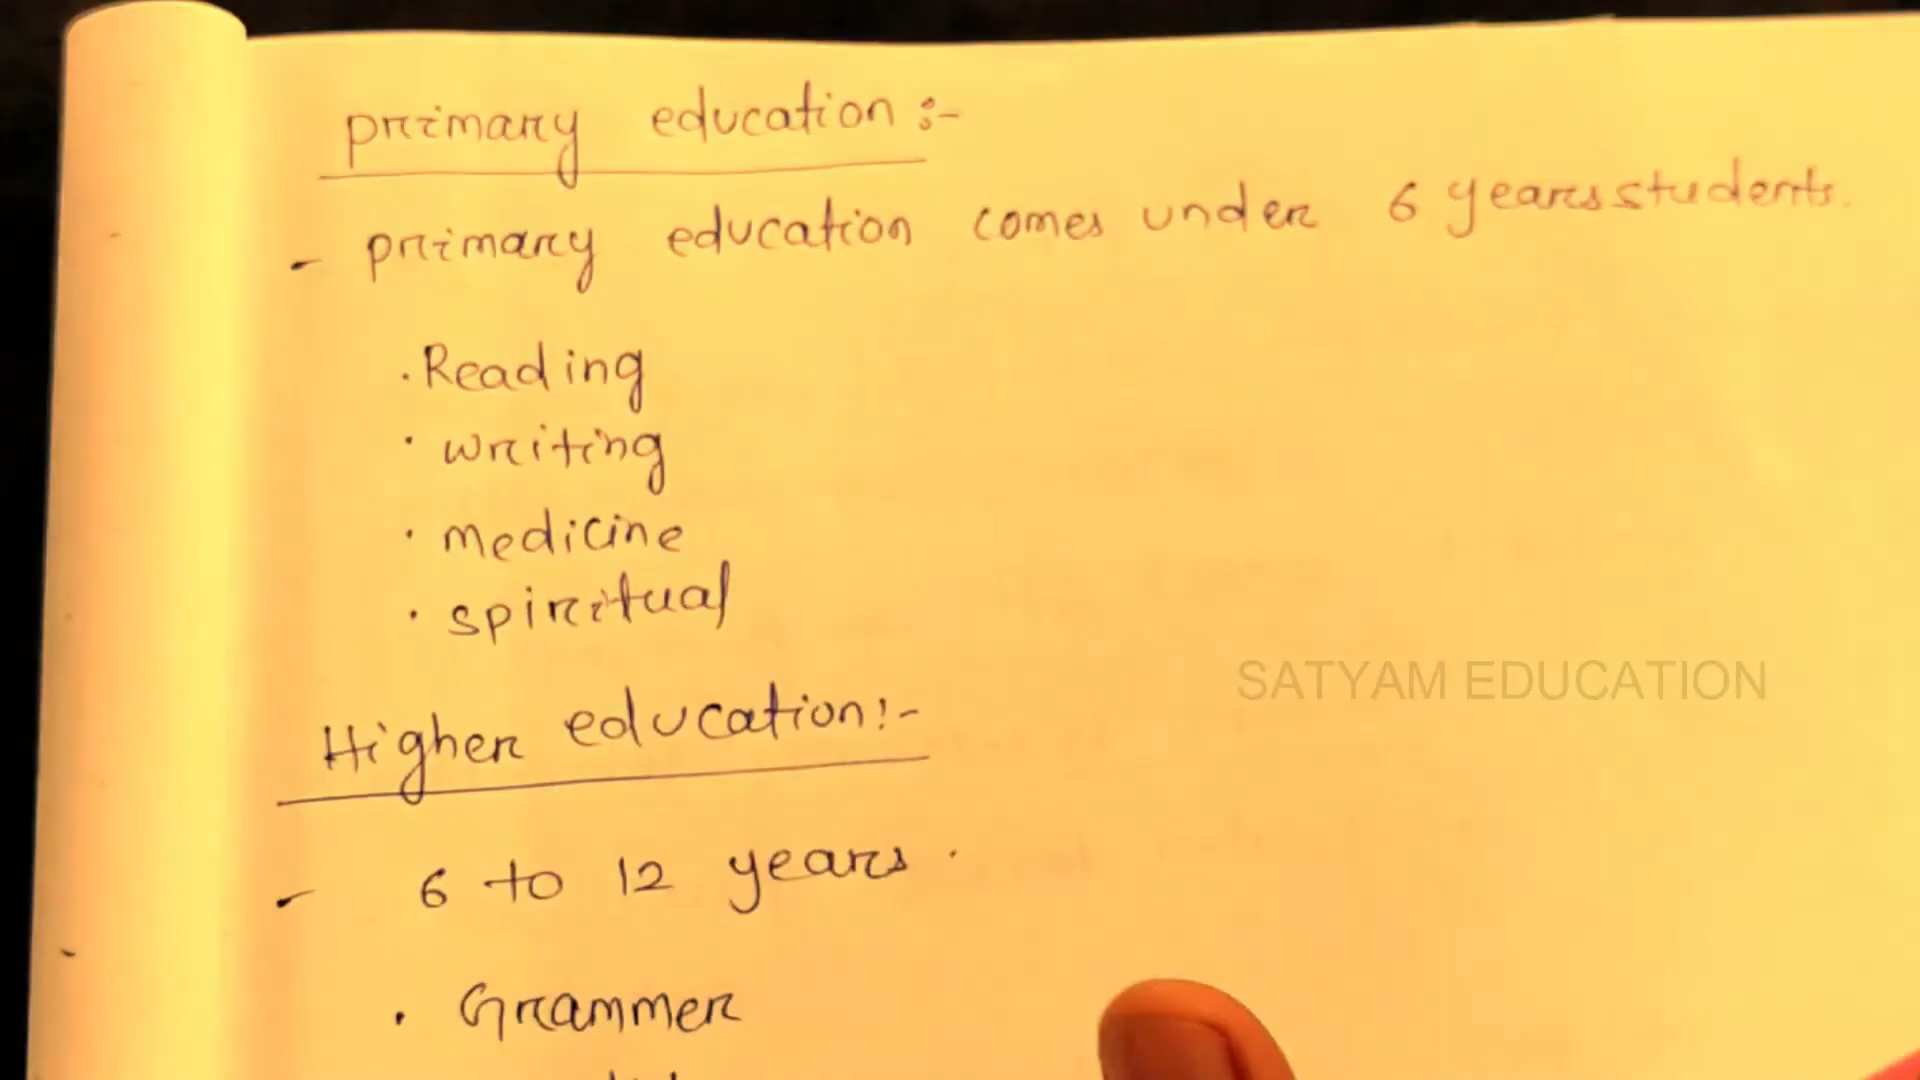 primary education :-
- primary education comes under 6 years students.
· Reading
· writing
· medicine
· spiritual
SATYAM EDUCATION
Higher education :-
- 6 to 12 years .
· Grammer